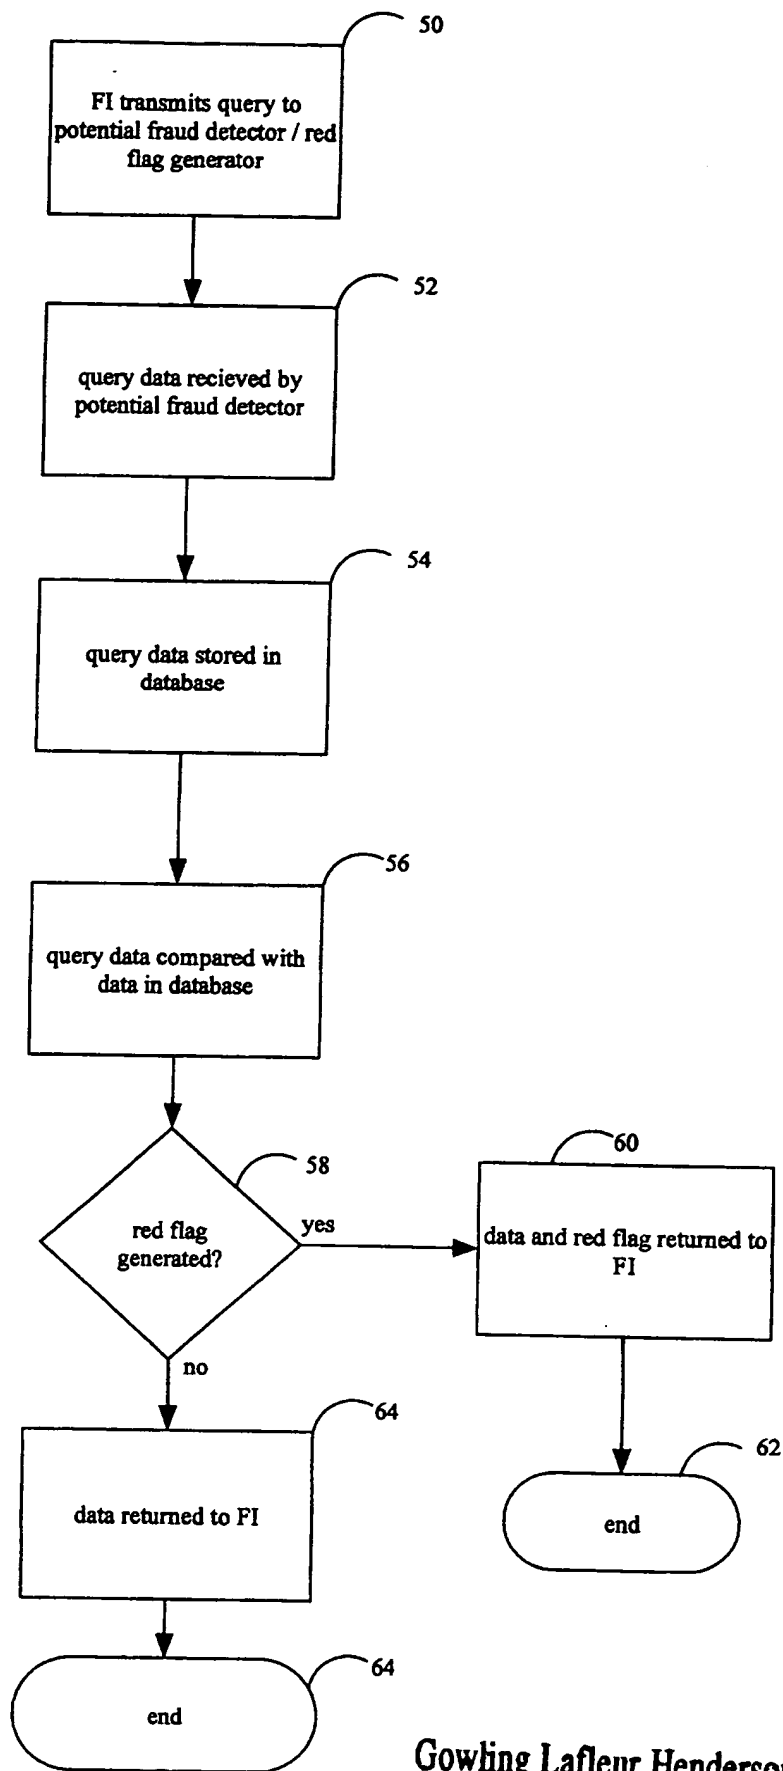 50
FI transmits query to
potential fraud detector / red
flag generator
52
query data recieved by
potential fraud detector
54
query data stored in
database
56
query data compared with
data in database
58
red flag
generated?
yes
60
data and red flag returned to
FI
no
64
data returned to FI
62
end
64
end
Gowling Lafleur Henderson